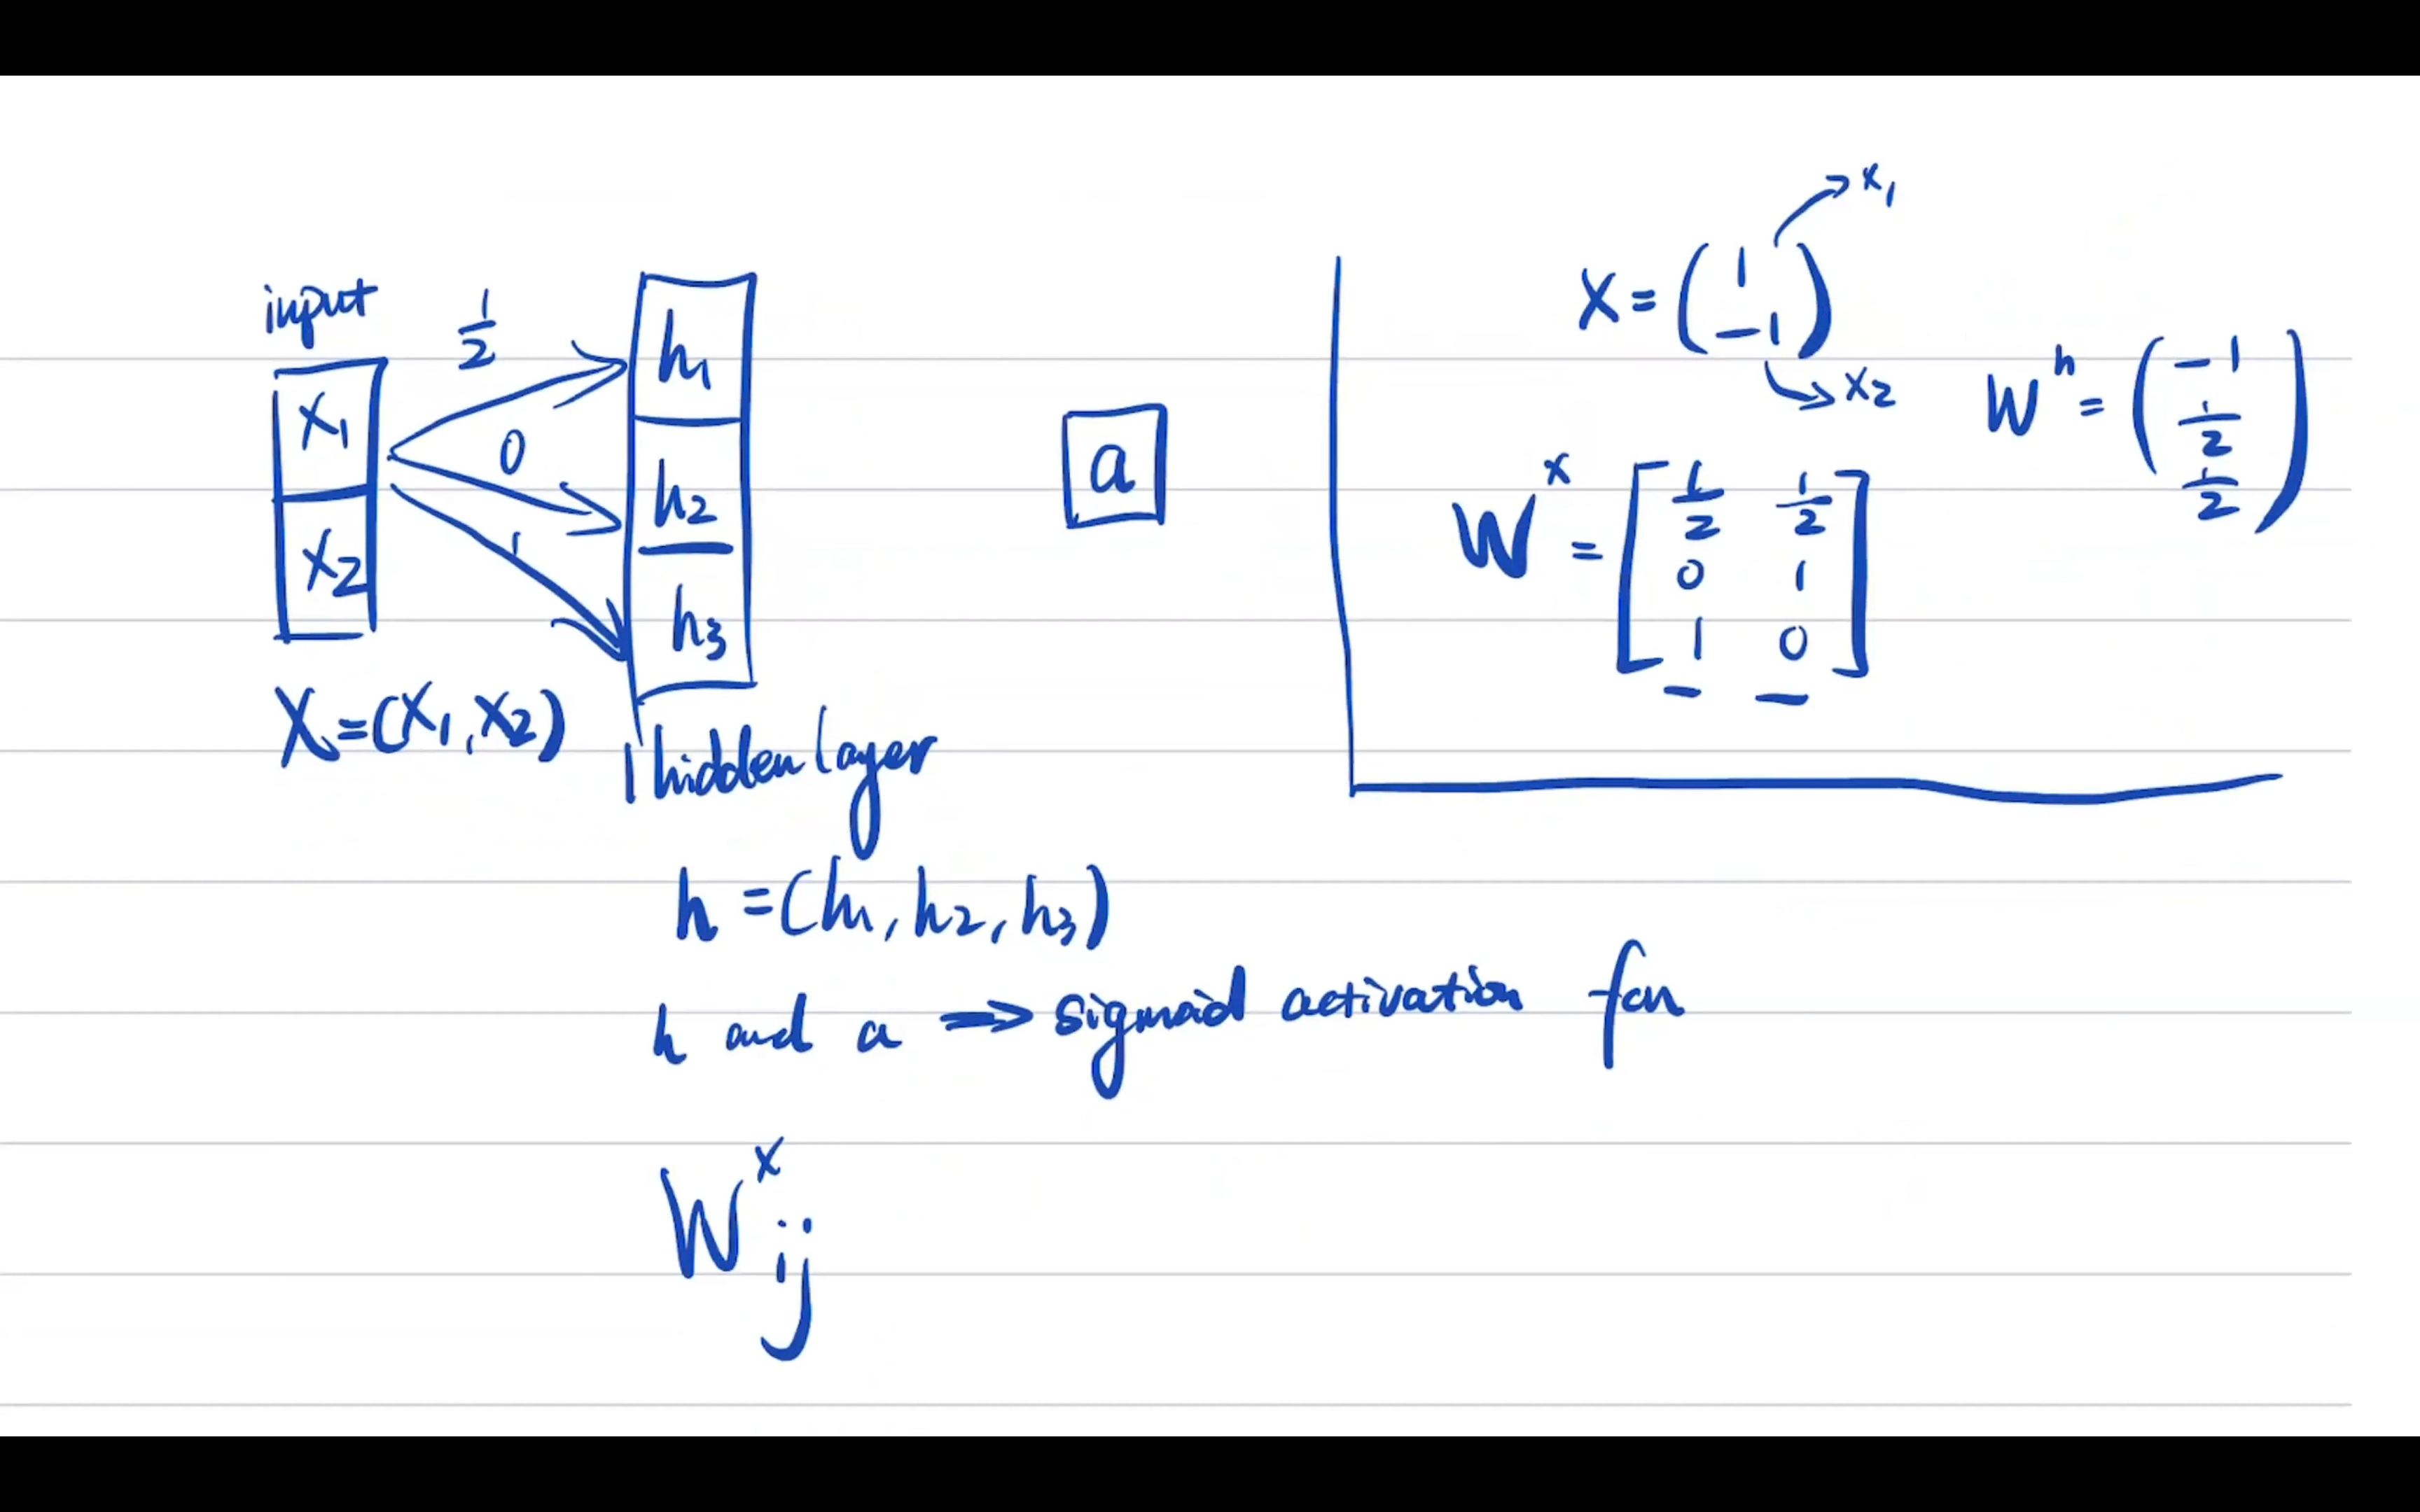 input
1/2
0
1
x1
x2
h1
h2
h3
a
X=(x1,x2)
1 hidden layer
h=(h1,h2,h3)
h and a ⇒ sigmoid activation fcn
W^x_ij
x=(1 -1)
x1
x2
W^x=[1/2 1/2
0 1
1 0]
W^h=(-1
1/2
1/2)